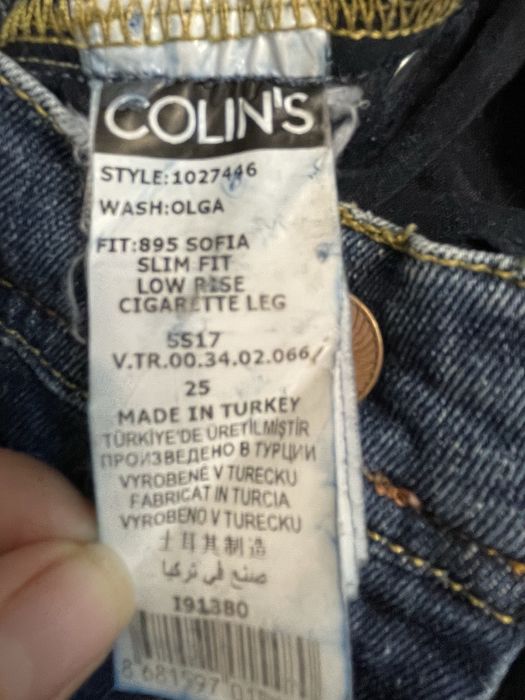 COLIN'S
STYLE:1027446
WASH:OLGA
FIT:895 SOFIA
SLIM FIT
LOW RISE
CIGARETTE LEG
SS17
V.TR.00.34.02.066/
25
MADE IN TURKEY
TÜRKİYE'DE ÜRETİLMİŞTİR
ПРОИЗВЕДЕНО В ТУРЦИИ
VYROBENÉ V TURECKU
FABRICAT IN TURCIA
VYROBENO V TURECKU
土耳其制造
صنع في تركيا
I91380
8 681597